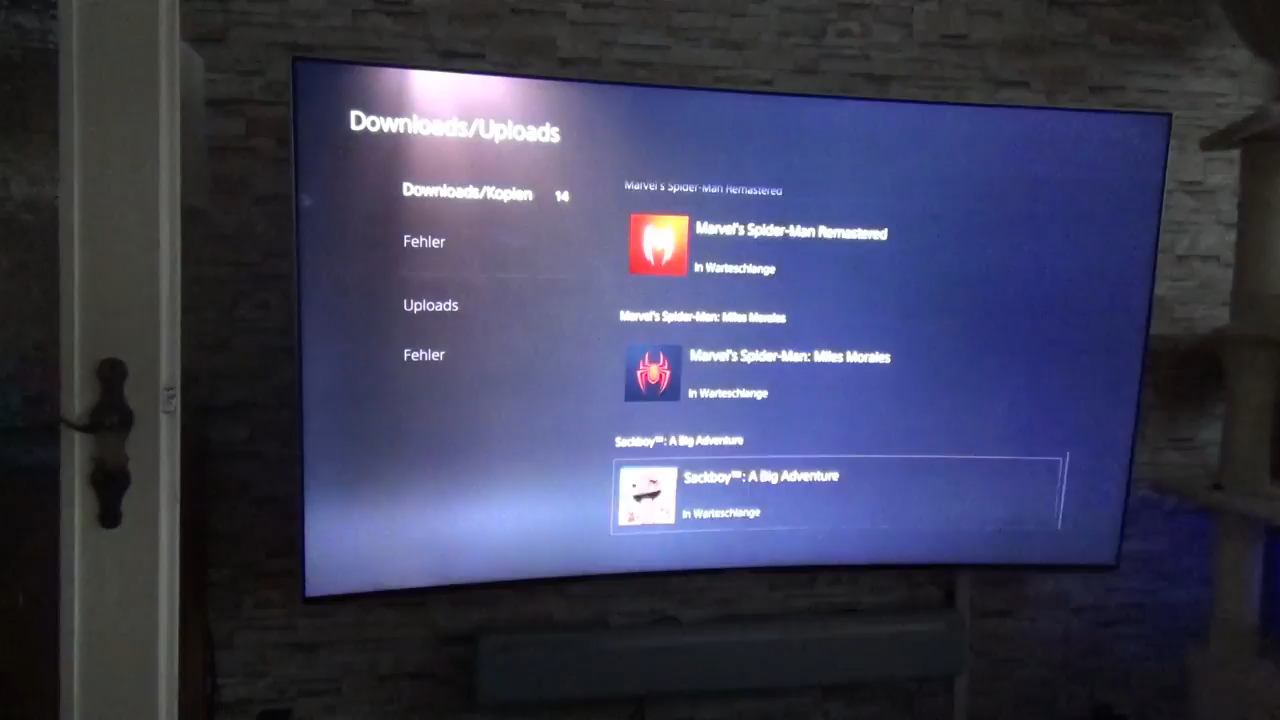 Downloads/Uploads
Downloads/Kopien 14
Fehler
Uploads
Fehler
Marvel's Spider-Man Remastered
Marvel's Spider-Man Remastered
In Warteschlange
Marvel's Spider-Man: Miles Morales
Marvel's Spider-Man: Miles Morales
In Warteschlange
Sackboy™: A Big Adventure
Sackboy™: A Big Adventure
In Warteschlange